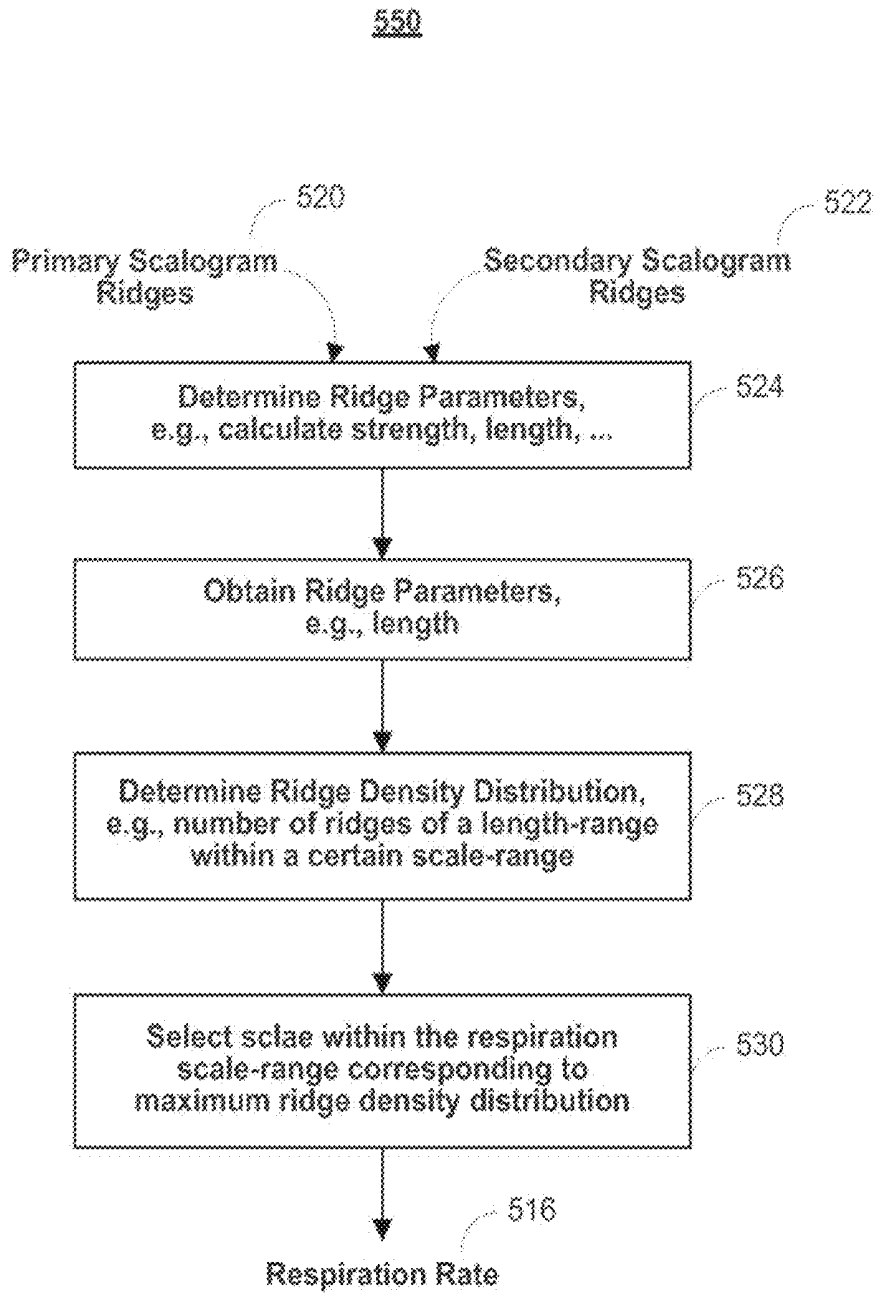 550
520
522
Primary Scalogram
Ridges
Secondary Scalogram
Ridges
Determine Ridge Parameters,
e.g., calculate strength, length, ...
524
Obtain Ridge Parameters,
e.g., length
526
Determine Ridge Density Distribution,
e.g., number of ridges of a length-range
within a certain scale-range
528
Select sclae within the respiration
scale-range corresponding to
maximum ridge density distribution
530
516
Respiration Rate